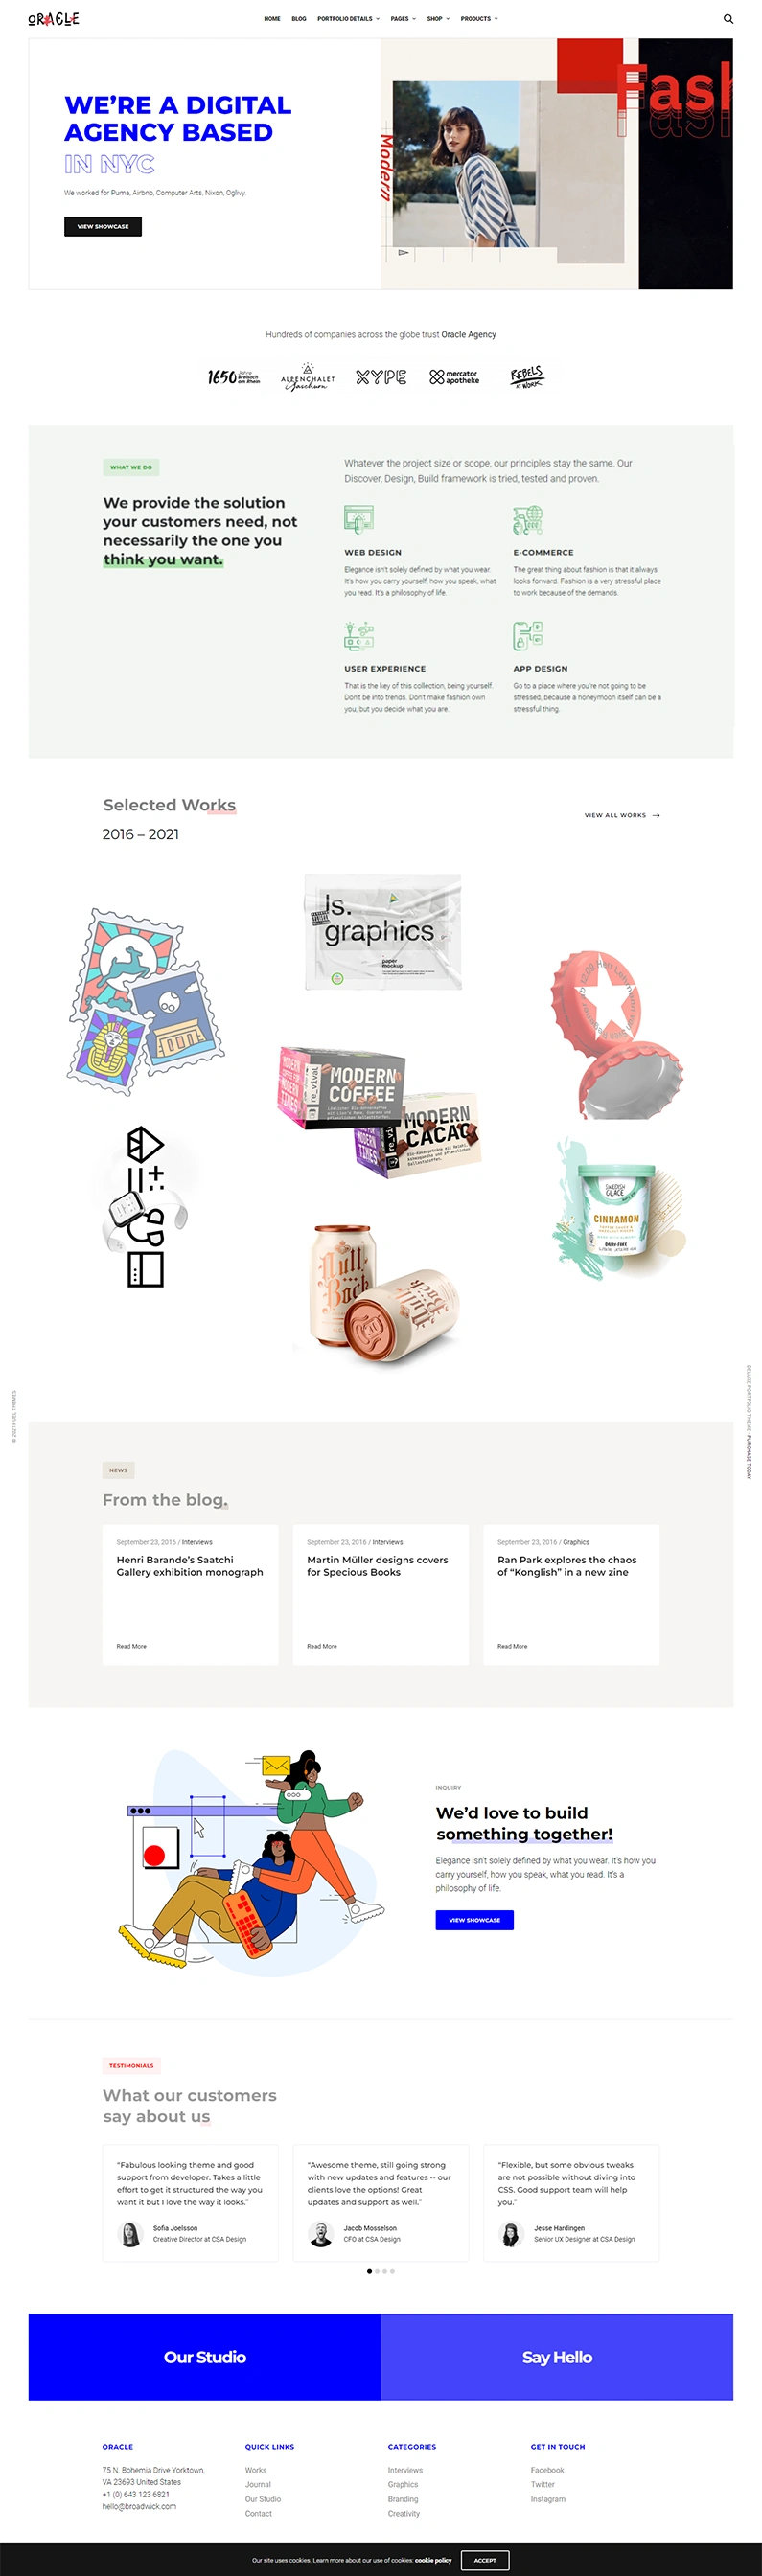 ORACLE
HOME BLOG PORTFOLIO DETAILS PAGES SHOP PRODUCTS
WE'RE A DIGITAL
AGENCY BASED
IN NYC
We worked for Puma, Airbnb, Computer Arts, Nixon, Ogilvy.
VIEW SHOWCASE
Modern
Fash
Hundreds of companies across the globe trust Oracle Agency
1650 Jahre Breisach am Rhein
ALPENCHALET
Gaschurn
XYPE
mercator
apotheke
REBELS
AT WORK
WHAT WE DO
We provide the solution
your customers need, not
necessarily the one you
think you want.
Whatever the project size or scope, our principles stay the same. Our
Discover, Design, Build framework is tried, tested and proven.
WEB DESIGN
Elegance isn't solely defined by what you wear.
It's how you carry yourself, how you speak, what
you read. It's a philosophy of life.
E-COMMERCE
The great thing about fashion is that it always
looks forward. Fashion is a very stressful place
to work because of the demands.
USER EXPERIENCE
That is the key of this collection, being yourself.
Don't be into trends. Don't make fashion own
you, but you decide what you are.
APP DESIGN
Go to a place where you're not going to be
stressed, because a honeymoon itself can be a
stressful thing.
Selected Works
2016 – 2021
VIEW ALL WORKS
ls.
graphics
paper
mockup
MODERN
COFFEE
re_vival
MODERN
CACAO
SWEDISH
GLACE
CINNAMON
Null
Bock
© 2021 FUEL THEMES
DELUXE PORTFOLIO THEME - PURCHASE TODAY
NEWS
From the blog.
September 23, 2016 / Interviews
Henri Barande's Saatchi
Gallery exhibition monograph
Read More
September 23, 2016 / Interviews
Martin Müller designs covers
for Specious Books
Read More
September 23, 2016 / Graphics
Ran Park explores the chaos
of “Konglish” in a new zine
Read More
INQUIRY
We'd love to build
something together!
Elegance isn't solely defined by what you wear. It's how you
carry yourself, how you speak, what you read. It's a
philosophy of life.
VIEW SHOWCASE
TESTIMONIALS
What our customers
say about us
“Fabulous looking theme and good
support from developer. Takes a little
effort to get it structured the way you
want it but I love the way it looks.”
Sofia Joelsson
Creative Director at CSA Design
“Awesome theme, still going strong
with new updates and features -- our
clients love the options! Great
updates and support as well.”
Jacob Mosselson
CFO at CSA Design
“Flexible, but some obvious tweaks
are not possible without diving into
CSS. Good support team will help
you.”
Jesse Hardingen
Senior UX Designer at CSA Design
Our Studio
Say Hello
ORACLE
75 N. Bohemia Drive Yorktown,
VA 23693 United States
+1 (0) 643 123 6821
hello@broadwick.com
QUICK LINKS
Works
Journal
Our Studio
Contact
CATEGORIES
Interviews
Graphics
Branding
Creativity
GET IN TOUCH
Facebook
Twitter
Instagram
Our site uses cookies. Learn more about our use of cookies: cookie policy
ACCEPT